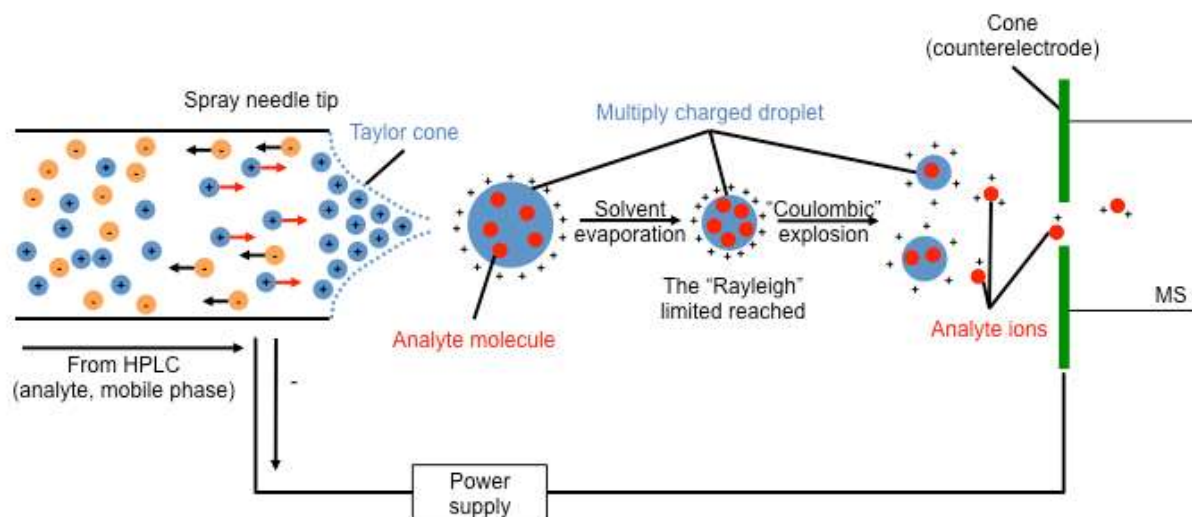 Cone
(counterelectrode)
Spray needle tip
Taylor cone
Multiply charged droplet
Solvent
evaporation
"Coulombic"
explosion
The "Rayleigh"
limited reached
Analyte molecule
Analyte ions
MS
From HPLC
(analyte, mobile phase)
-
Power
supply